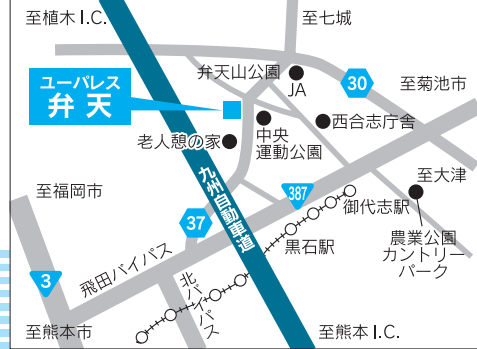 至植木I.C.
至七城
弁天山公園
JA
30
至菊池市
ユーパレス
弁天
中央
運動公園
西合志庁舎
老人憩の家
至大津
至福岡市
九州自動車道
387
御代志駅
37
黒石駅
農業公園
カントリー
パーク
飛田バイパス
3
北バイパス
至熊本市
至熊本I.C.